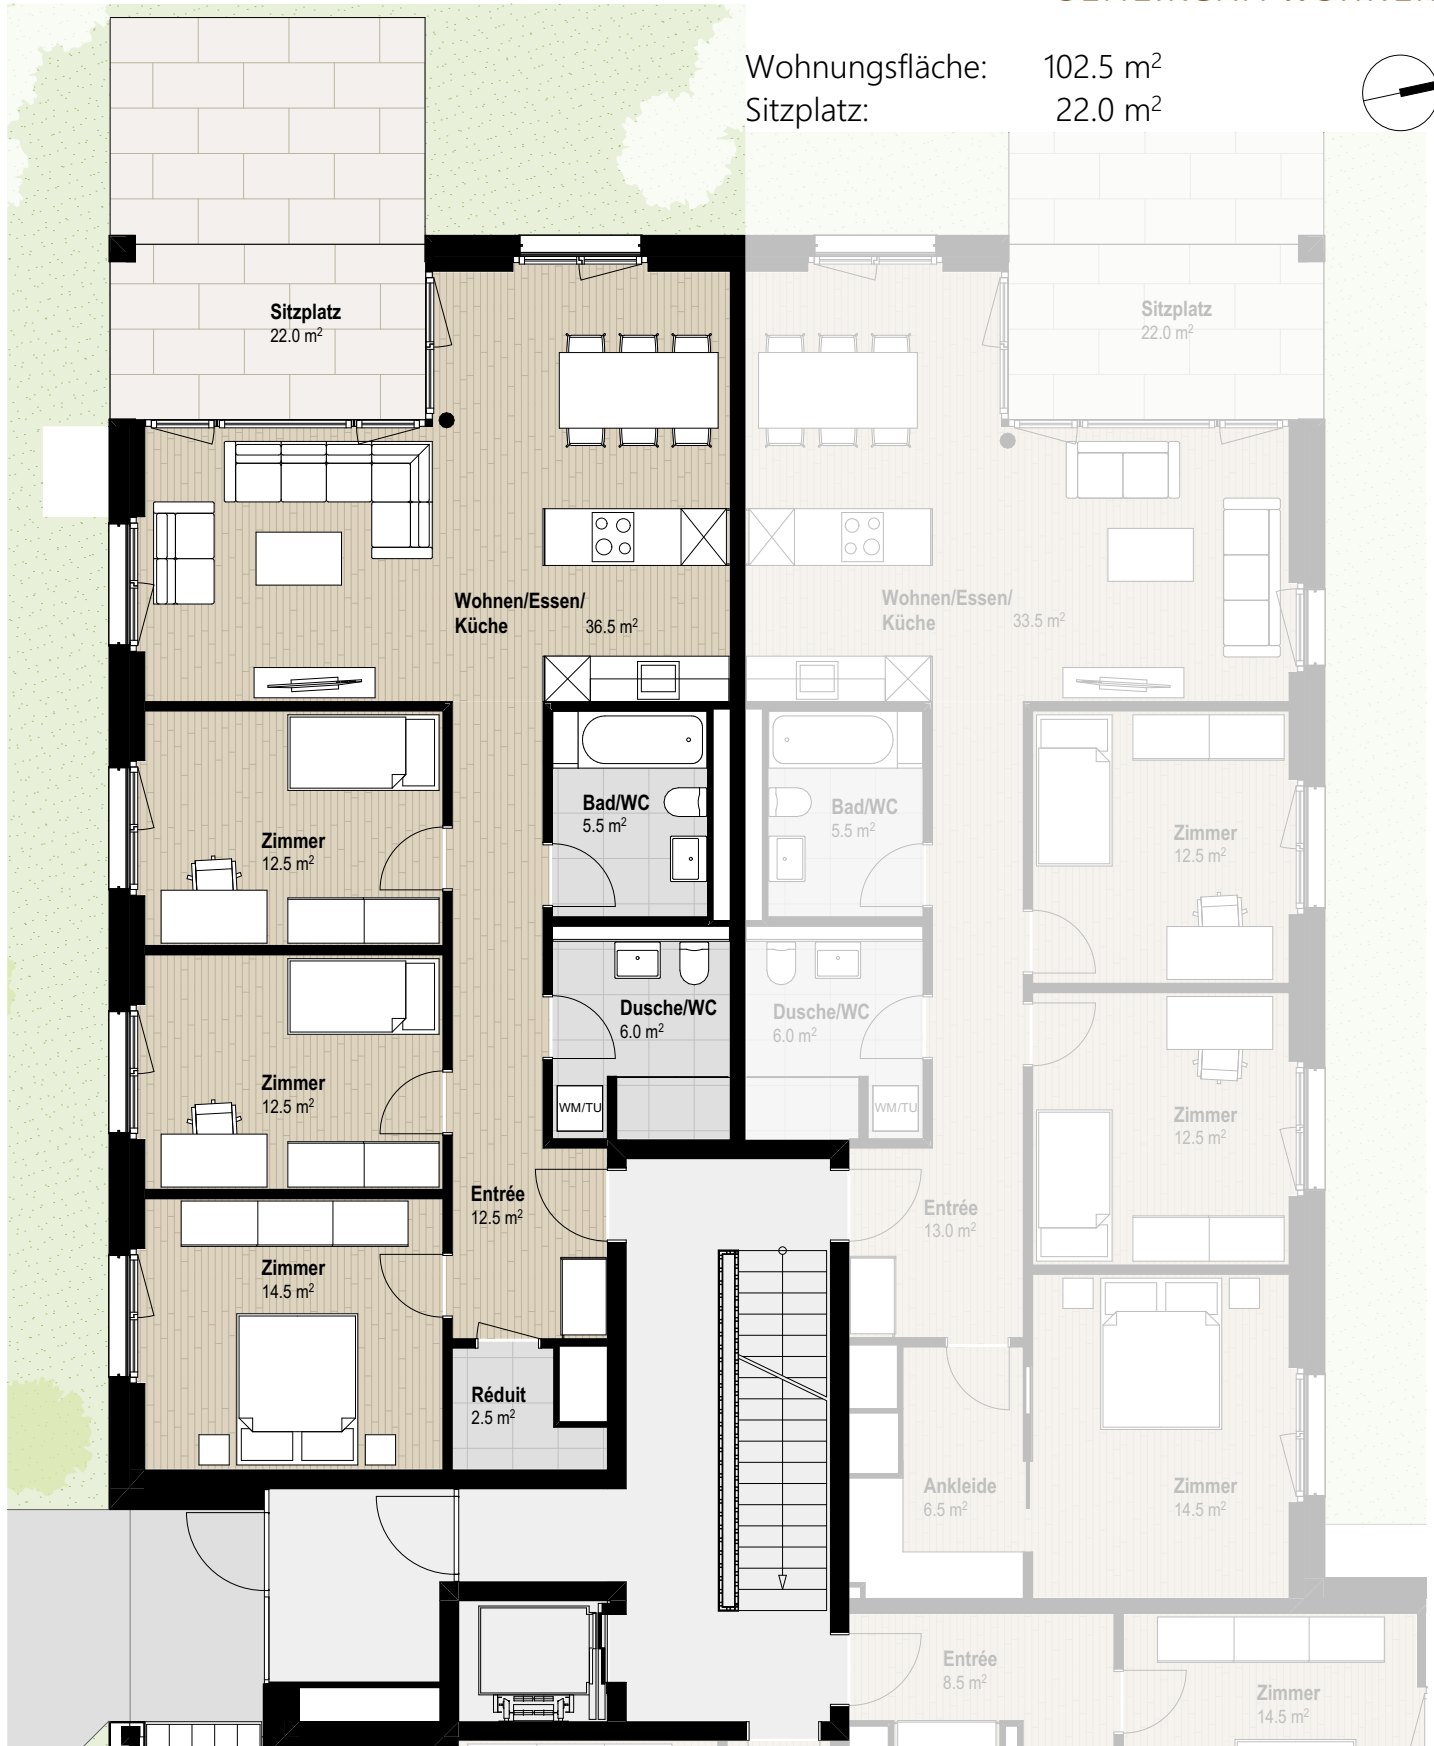 Wohnungsfläche: 102.5 m²
Sitzplatz: 22.0 m²
Sitzplatz
22.0 m²
Sitzplatz
22.0 m²
Wohnen/Essen/
Küche 36.5 m²
Wohnen/Essen/
Küche 33.5 m²
Bad/WC
5.5 m²
Bad/WC
5.5 m²
Zimmer
12.5 m²
Zimmer
12.5 m²
Dusche/WC
6.0 m²
Dusche/WC
6.0 m²
Zimmer
12.5 m²
WM/TU
WM/TU
Zimmer
12.5 m²
Entrée
12.5 m²
Entrée
13.0 m²
Zimmer
14.5 m²
Réduit
2.5 m²
Ankleide
6.5 m²
Zimmer
14.5 m²
Entrée
8.5 m²
Zimmer
14.5 m²